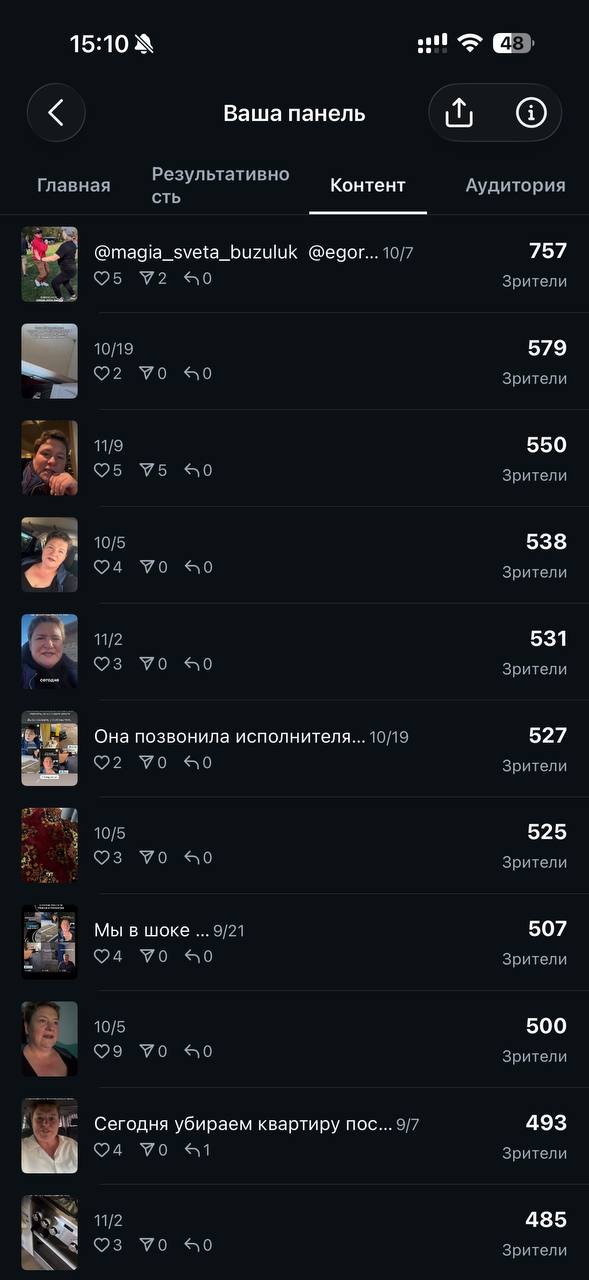 15:10
48
Ваша панель
Главная
Результативно
сть
Контент
Аудитория
@magia_sveta_buzuluk @egor... 10/7
757
5 2 0
Зрители
10/19
579
2 0 0
Зрители
11/9
550
5 5 0
Зрители
10/5
538
4 0 0
Зрители
11/2
531
3 0 0
Зрители
сегодня
Она позвонила исполнителя... 10/19
527
2 0 0
Зрители
10/5
525
3 0 0
Зрители
Мы в шоке ... 9/21
507
4 0 0
Зрители
10/5
500
9 0 0
Зрители
Сегодня убираем квартиру пос... 9/7
493
4 0 1
Зрители
11/2
485
3 0 0
Зрители